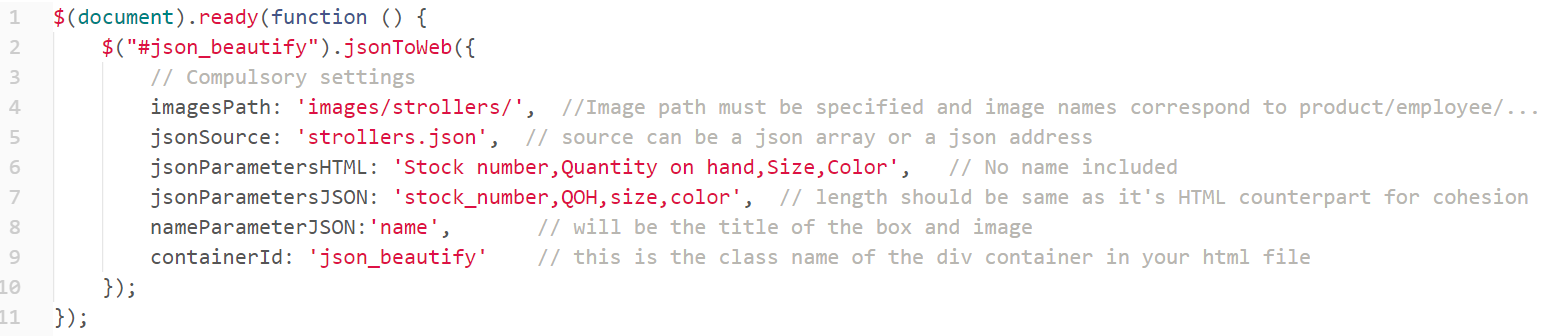 1 $(document).ready(function () {
2 $("#json_beautify").jsonToWeb({
3 // Compulsory settings
4 imagesPath: 'images/strollers/', //Image path must be specified and image names correspond to product/employee/...
5 jsonSource: 'strollers.json', // source can be a json array or a json address
6 jsonParametersHTML: 'Stock number,Quantity on hand,Size,Color', // No name included
7 jsonParametersJSON: 'stock_number,QOH,size,color', // length should be same as it's HTML counterpart for cohesion
8 nameParameterJSON:'name', // will be the title of the box and image
9 containerId: 'json_beautify' // this is the class name of the div container in your html file
10 });
11 });